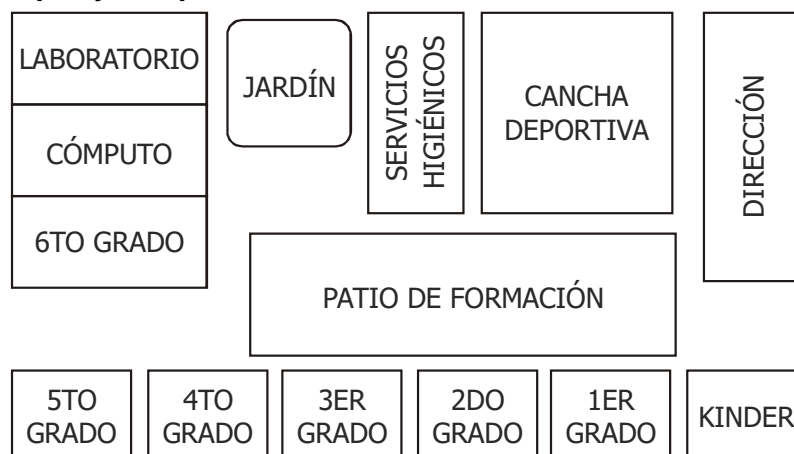 LABORATORIO
CÓMPUTO
6TO GRADO
JARDÍN
SERVICIOS
HIGIÉNICOS
CANCHA
DEPORTIVA
DIRECCIÓN
PATIO DE FORMACIÓN
5TO
GRADO
4TO
GRADO
3ER
GRADO
2DO
GRADO
1ER
GRADO
KINDER